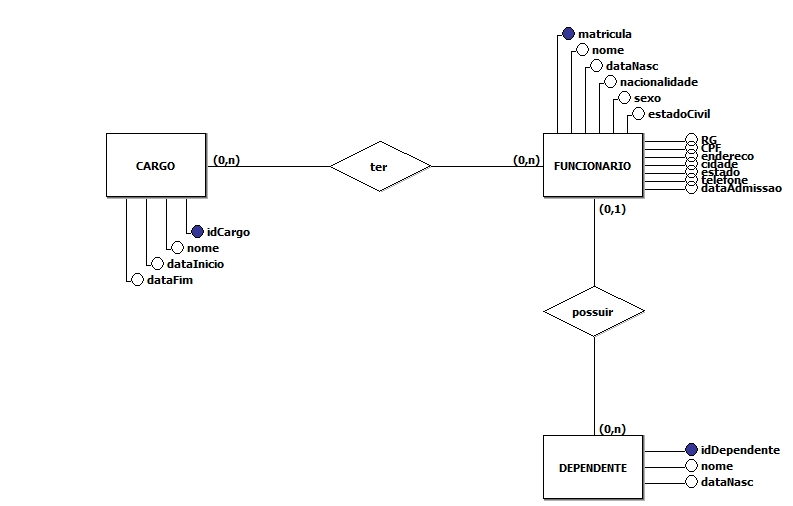 matricula
nome
dataNasc
nacionalidade
sexo
estadoCivil
CARGO
(0,n)
ter
(0,n)
FUNCIONARIO
RG
CPF
endereco
cidade
estado
telefone
dataAdmissao
(0,1)
idCargo
nome
dataInicio
dataFim
possuir
(0,n)
DEPENDENTE
idDependente
nome
dataNasc